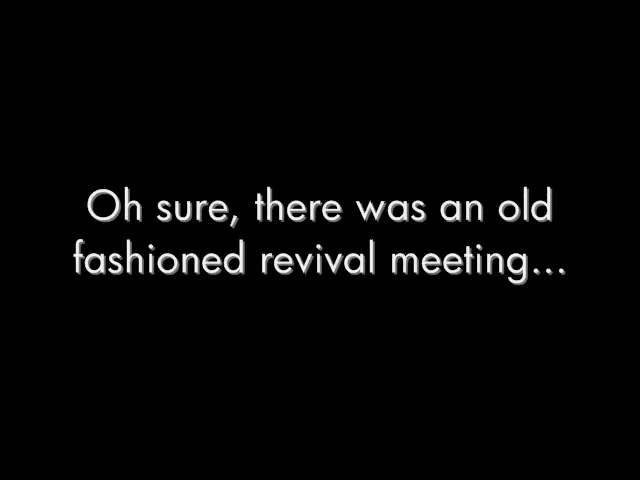 Oh sure, there was an old
fashioned revival meeting...